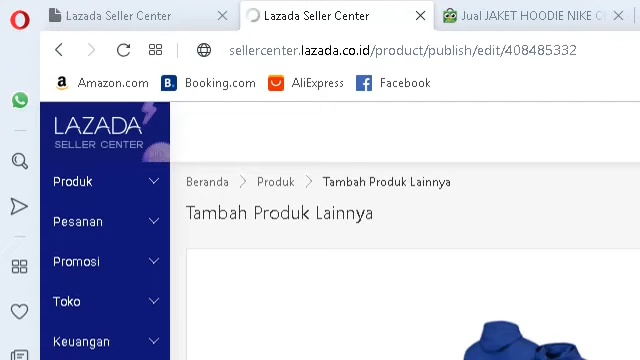 Lazada Seller Center
Lazada Seller Center
Jual JAKET HOODIE NIKE
sellercenter.lazada.co.id/product/publish/edit/408485332
Amazon.com
Booking.com
AliExpress
Facebook
LAZADA
SELLER CENTER
Produk
Pesanan
Promosi
Toko
Keuangan
Beranda
Produk
Tambah Produk Lainnya
Tambah Produk Lainnya